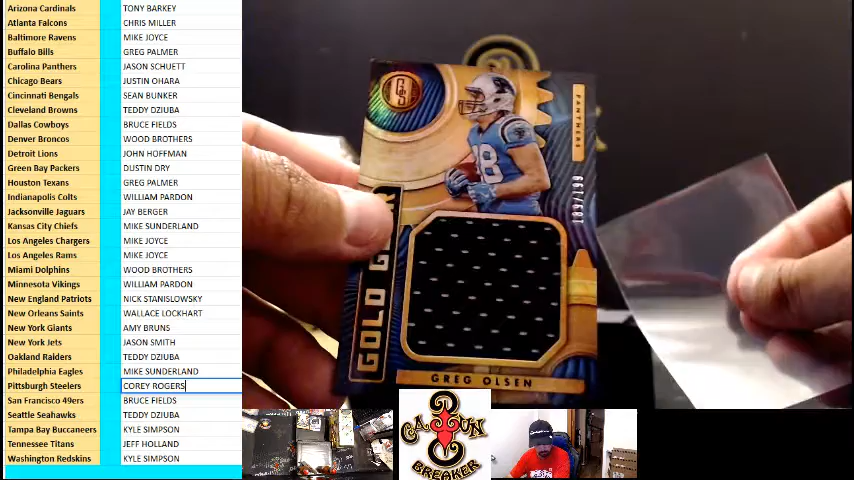 Arizona Cardinals TONY BARKEY
Atlanta Falcons CHRIS MILLER
Baltimore Ravens MIKE JOYCE
Buffalo Bills GREG PALMER
Carolina Panthers JASON SCHUETT
Chicago Bears JUSTIN OHARA
Cincinnati Bengals SEAN BUNKER
Cleveland Browns TEDDY DZIUBA
Dallas Cowboys BRUCE FIELDS
Denver Broncos WOOD BROTHERS
Detroit Lions JOHN HOFFMAN
Green Bay Packers DUSTIN DRY
Houston Texans GREG PALMER
Indianapolis Colts WILLIAM PARDON
Jacksonville Jaguars JAY BERGER
Kansas City Chiefs MIKE SUNDERLAND
Los Angeles Chargers MIKE JOYCE
Los Angeles Rams MIKE JOYCE
Miami Dolphins WOOD BROTHERS
Minnesota Vikings WILLIAM PARDON
New England Patriots NICK STANISLOWSKY
New Orleans Saints WALLACE LOCKHART
New York Giants AMY BRUNS
New York Jets JASON SMITH
Oakland Raiders TEDDY DZIUBA
Philadelphia Eagles MIKE SUNDERLAND
Pittsburgh Steelers COREY ROGERS
San Francisco 49ers BRUCE FIELDS
Seattle Seahawks TEDDY DZIUBA
Tampa Bay Buccaneers KYLE SIMPSON
Tennessee Titans JEFF HOLLAND
Washington Redskins KYLE SIMPSON
GS
PANTHERS
88
GOLD
GREG OLSEN
CAJUN
BREAKER